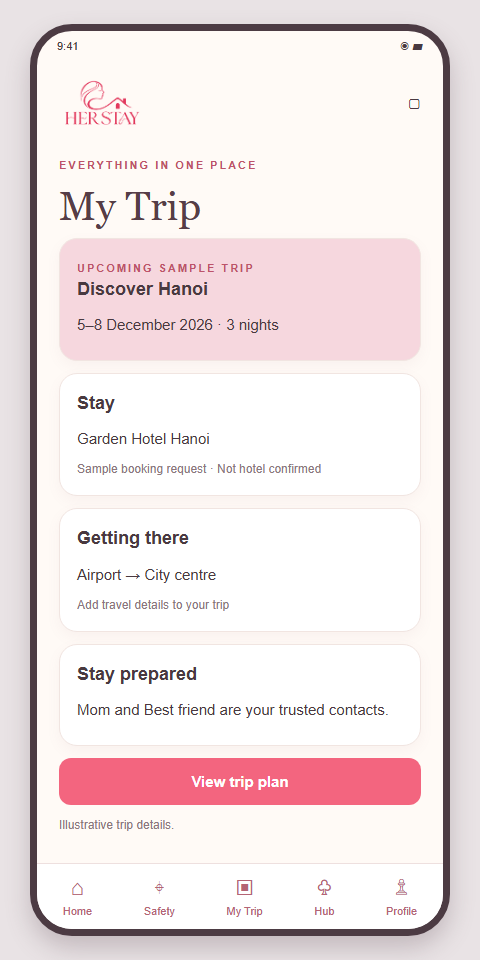 9:41
HER STAY
EVERYTHING IN ONE PLACE
My Trip
UPCOMING SAMPLE TRIP
Discover Hanoi
5–8 December 2026 · 3 nights
Stay
Garden Hotel Hanoi
Sample booking request · Not hotel confirmed
Getting there
Airport → City centre
Add travel details to your trip
Stay prepared
Mom and Best friend are your trusted contacts.
View trip plan
Illustrative trip details.
Home Safety My Trip Hub Profile